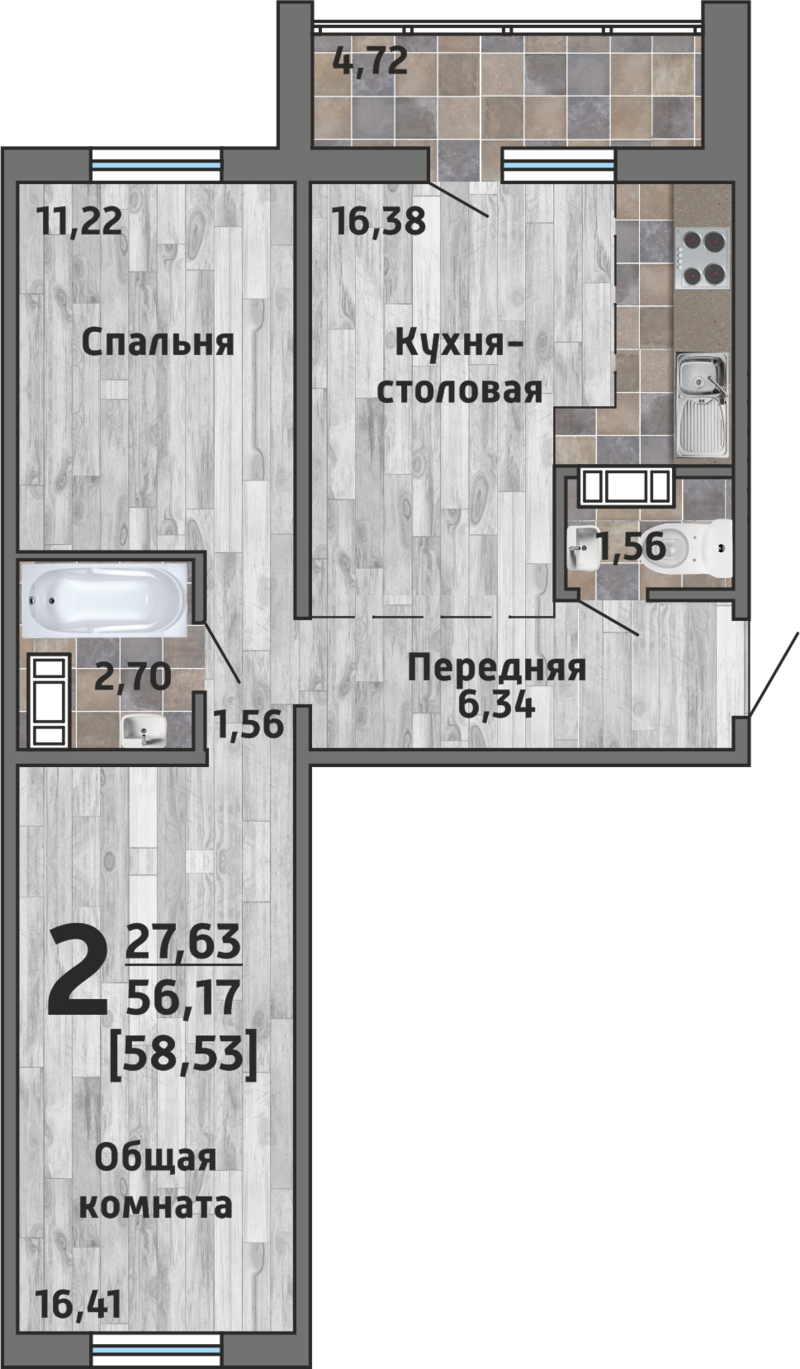 4,72
11,22
16,38
Спальня
Кухня-
столовая
1,56
2,70
Передняя
6,34
1,56
2
27,63
56,17
[58,53]
Общая
комната
16,41